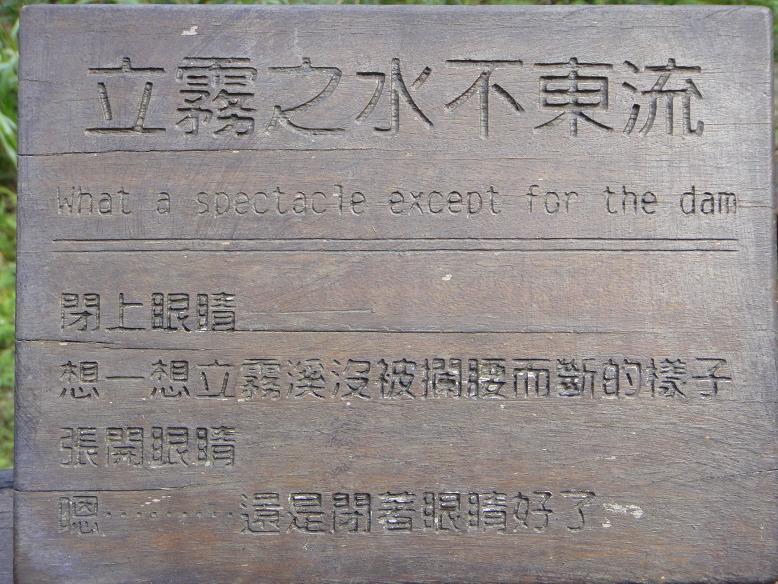 立霧之水不東流
What a spectacle except for the dam
閉上眼睛
想一想立霧溪沒被攔腰而斷的樣子
張開眼睛
嗯………還是閉著眼睛好了